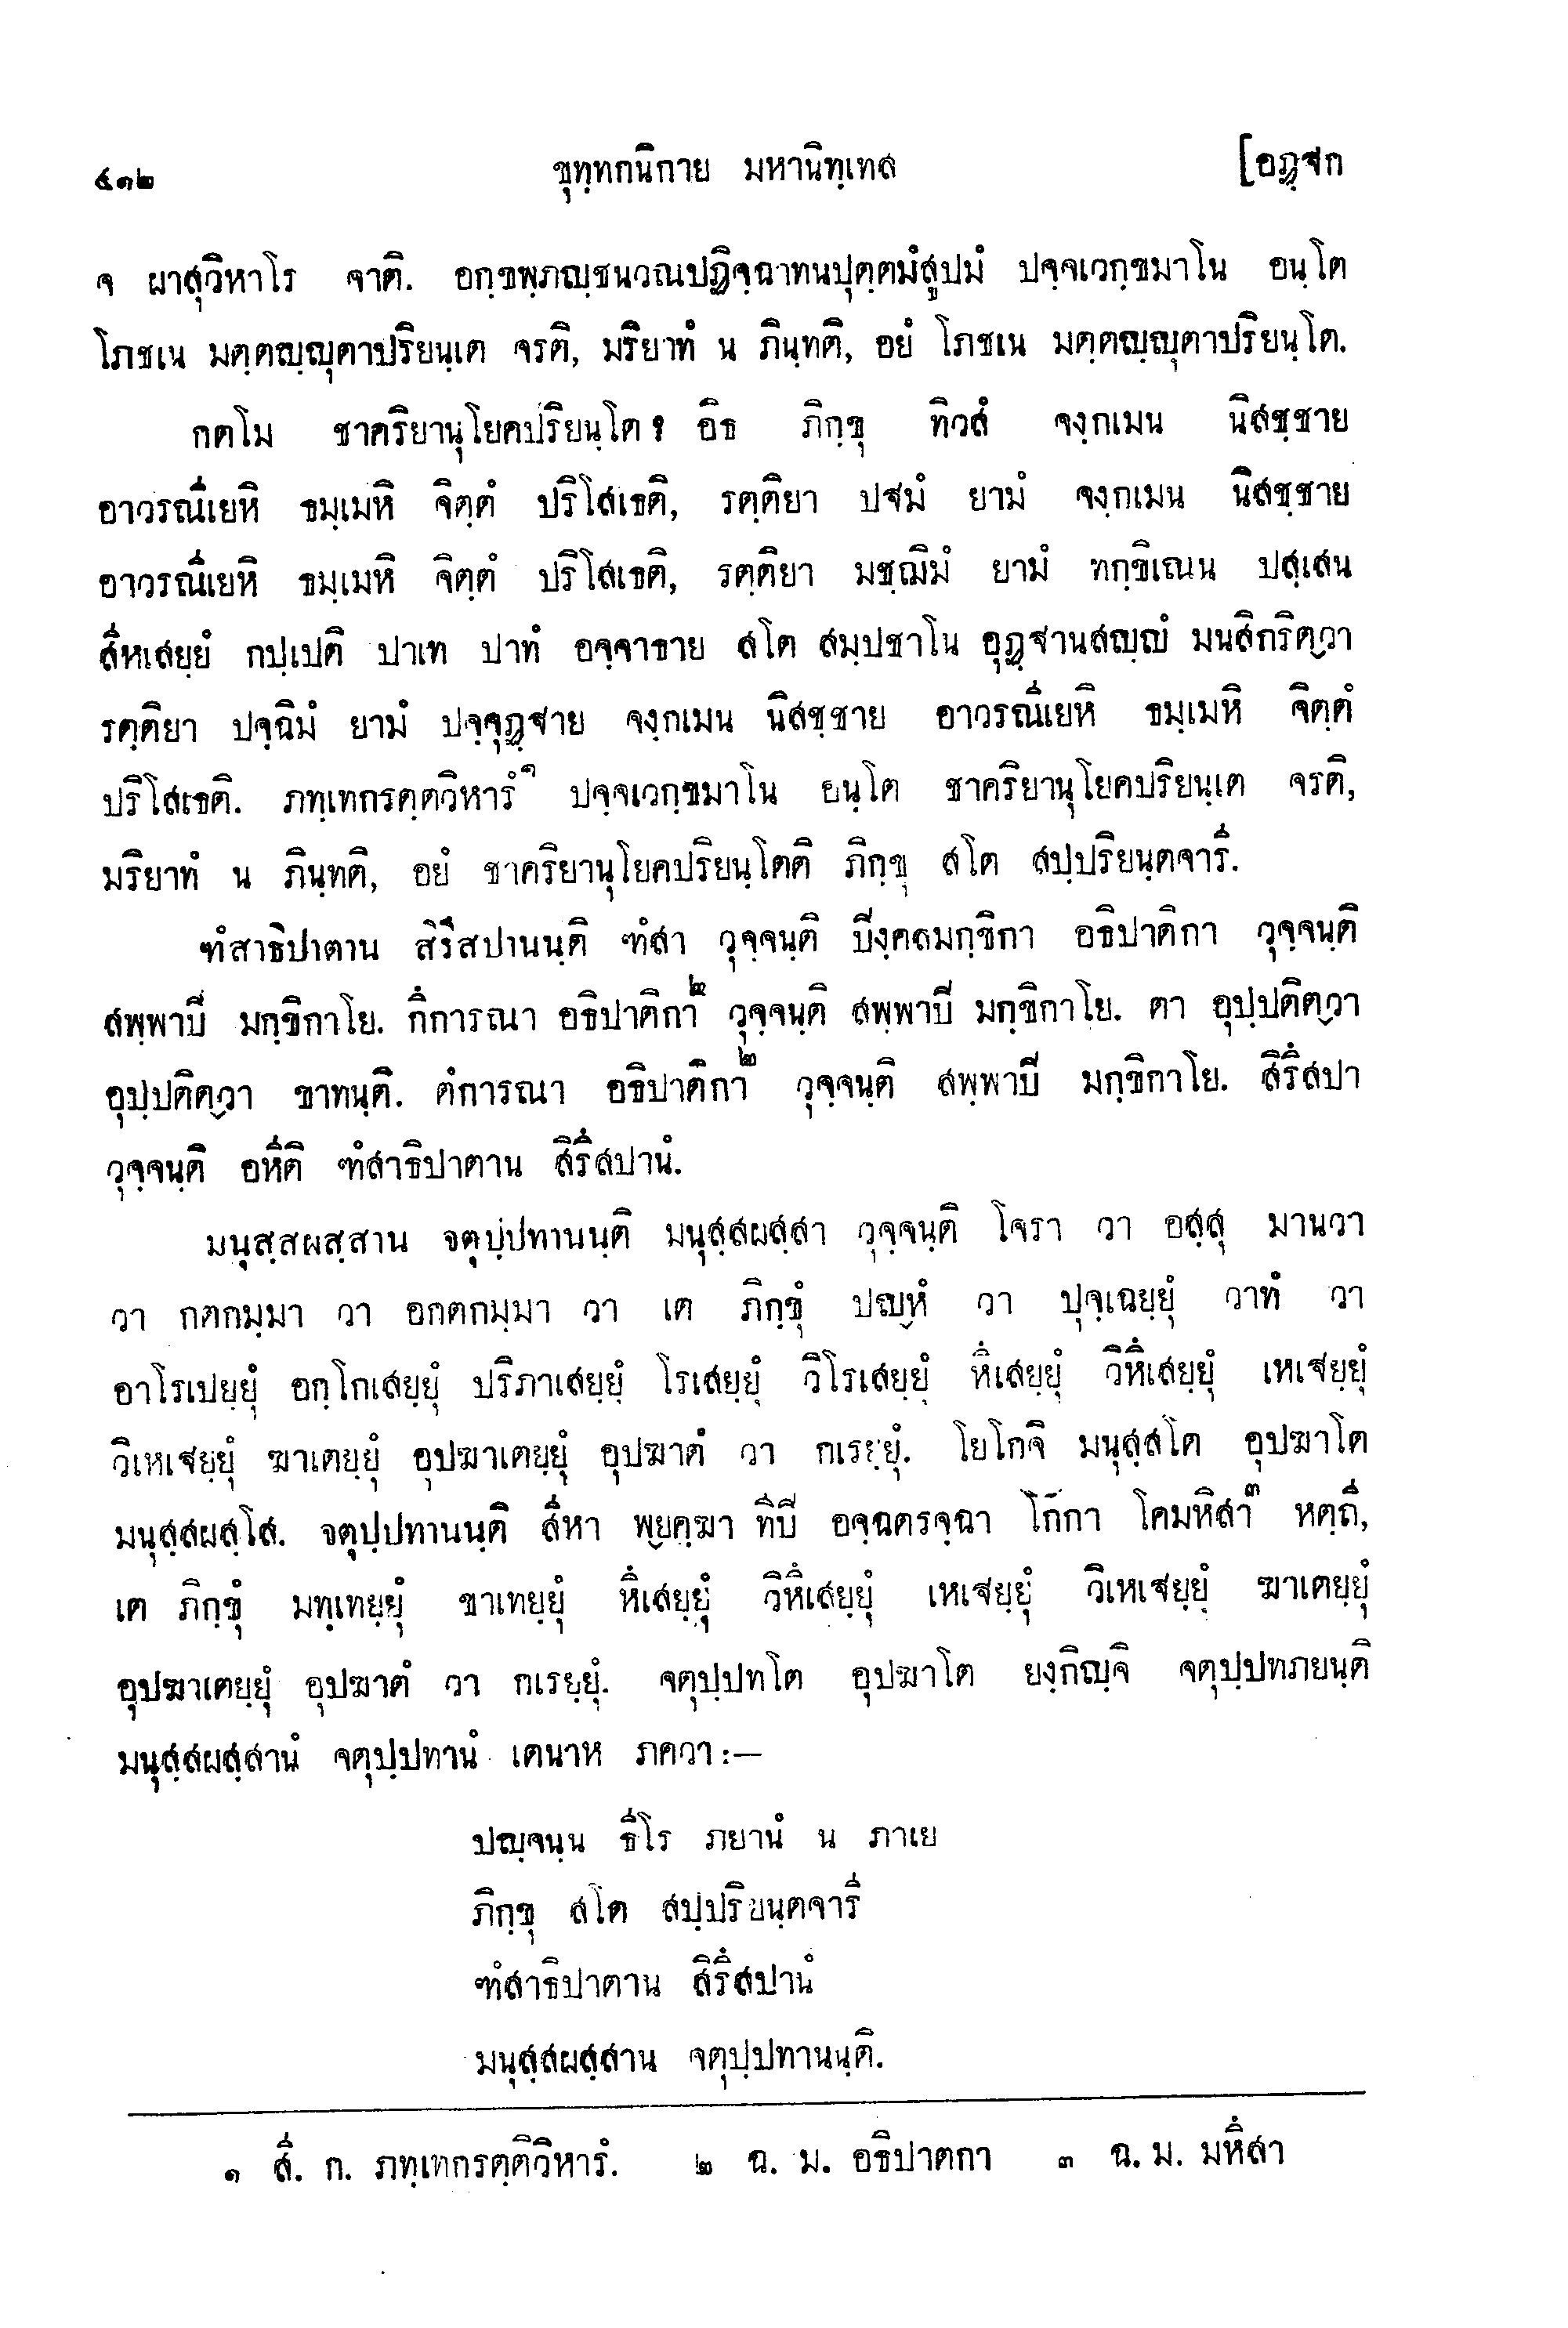 ๕๑๒ ขุทฺทกนิกาย มหานิทฺเทส [อฏฺฐก
จ ผาสุวิหาโร จาติ. อกฺขพฺภญฺชนวณปฏิจฺฉาทนปุตฺตมํสูปมํ ปจฺจเวกฺขมาโน อนฺโต
โภชเน มตฺตญฺญุตาปริยนฺเต จรติ, มริยาทํ น ภินฺทติ, อยํ โภชเน มตฺตญฺญุตาปริยนฺโต.
กตโม ชาคริยานุโยคปริยนฺโต? อิธ ภิกฺขุ ทิวสํ จงฺกเมน นิสชฺชาย
อาวรณีเยหิ ธมฺเมหิ จิตฺตํ ปริโสเธติ, รตฺติยา ปฐมํ ยามํ จงฺกเมน นิสชฺชาย
อาวรณีเยหิ ธมฺเมหิ จิตฺตํ ปริโสเธติ, รตฺติยา มชฺฌิมํ ยามํ ทกฺขิเณน ปสฺเสน
สีหเสยฺยํ กปฺเปติ ปาเท ปาทํ อจฺจาธาย สโต สมฺปชาโน อุฏฺฐานสญฺญํ มนสิกริตฺวา
รตฺติยา ปจฺฉิมํ ยามํ ปจฺจุฏฺฐาย จงฺกเมน นิสชฺชาย อาวรณีเยหิ ธมฺเมหิ จิตฺตํ
ปริโสเธติ. ภทฺเทกรตฺตวิหารํ๑ ปจฺจเวกฺขมาโน อนฺโต ชาคริยานุโยคปริยนฺเต จรติ,
มริยาทํ น ภินฺทติ, อยํ ชาคริยานุโยคปริยนฺโตติ ภิกฺขุ สโต สปฺปริยนฺตจารี.
ฑํสาธิปาตาน สิรึสปานนฺติ ฑํสา วุจฺจนฺติ ปิงฺคลมกฺขิกา อธิปาติกา วุจฺจนฺติ
สพฺพาปิ มกฺขิกาโย. กึการณา อธิปาติกา๒ วุจฺจนฺติ สพฺพาปิ มกฺขิกาโย. ตา อุปฺปติตฺวา
อุปฺปติตฺวา ขาทนฺติ. ตํการณา อธิปาติกา๒ วุจฺจนฺติ สพฺพาปิ มกฺขิกาโย. สิรึสปา
วุจฺจนฺติ อหีติ ฑํสาธิปาตาน สิรึสปานํ.
มนุสฺสผสฺสาน จตุปฺปทานนฺติ มนุสฺสผสฺสา วุจฺจนฺติ โจรา วา อสฺสุ มานวา
วา กตกมฺมา วา อกตกมฺมา วา เต ภิกฺขุํ ปญฺหํ วา ปุจฺเฉยฺยุํ วาทํ วา
อาโรเปยฺยุํ อกฺโกเสยฺยุํ ปริภาเสยฺยุํ โรเสยฺยุํ วิโรเสยฺยุํ หึเสยฺยุํ วิหึเสยฺยุํ เหเฐยฺยุํ
วิเหเฐยฺยุํ ฆาเตยฺยุํ อุปฆาเตยฺยุํ อุปฆาตํ วา กเรยฺยุํ. โยโกจิ มนุสฺสโต อุปฆาโต
มนุสฺสผสฺโส. จตุปฺปทานนฺติ สีหา พฺยคฺฆา ทีปี อจฺฉตรจฺฉา โกกา โคมหิสา๓ หตฺถี,
เต ภิกฺขุํ มทฺเทยฺยุํ ขาเทยฺยุํ หึเสยฺยุํ วิหึเสยฺยุํ เหเฐยฺยุํ วิเหเฐยฺยุํ ฆาเตยฺยุํ
อุปฆาเตยฺยุํ อุปฆาตํ วา กเรยฺยุํ. จตุปฺปทโต อุปฆาโต ยงฺกิญฺจิ จตุปฺปทภยนฺติ
มนุสฺสผสฺสานํ จตุปฺปทานํ เตนาห ภควา:—
ปญฺจนฺน ธีโร ภยานํ น ภาเย
ภิกฺขุ สโต สปฺปริยนฺตจารี
ฑํสาธิปาตาน สิรึสปานํ
มนุสฺสผสฺสาน จตุปฺปทานนฺติ.
๑ สี. ก. ภทฺเทกรตฺติวิหารํ. ๒ ฉ. ม. อธิปาตกา ๓ ฉ. ม. มหึสา